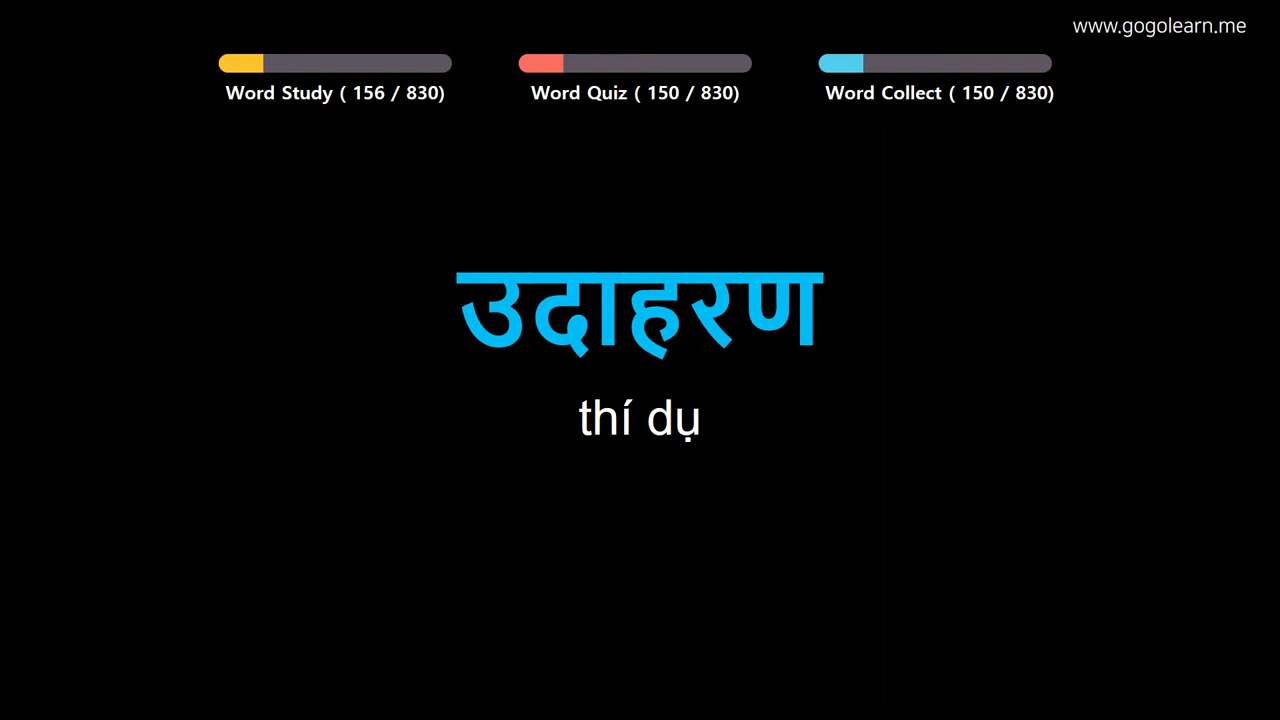 www.gogolearn.me
Word Study ( 156 / 830)
Word Quiz ( 150 / 830)
Word Collect ( 150 / 830)
उदाहरण
thí dụ